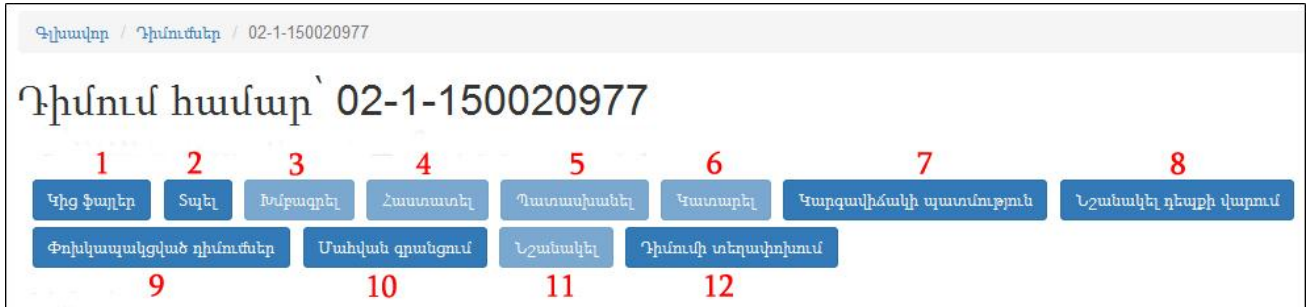 Գլխավոր / Դիմումներ / 02-1-150020977
Դիմում համար՝ 02-1-150020977
1 2 3 4 5 6 7 8
Կից ֆայլեր Տպել Խմբագրել Հաստատել Պատասխանել Կատարել Կարգավիճակի պատմություն Նշանակել դեպքի վարում
Փոխկապակցված դիմումներ Մահվան գրանցում Նշանակել Դիմումի տեղափոխում
9 10 11 12